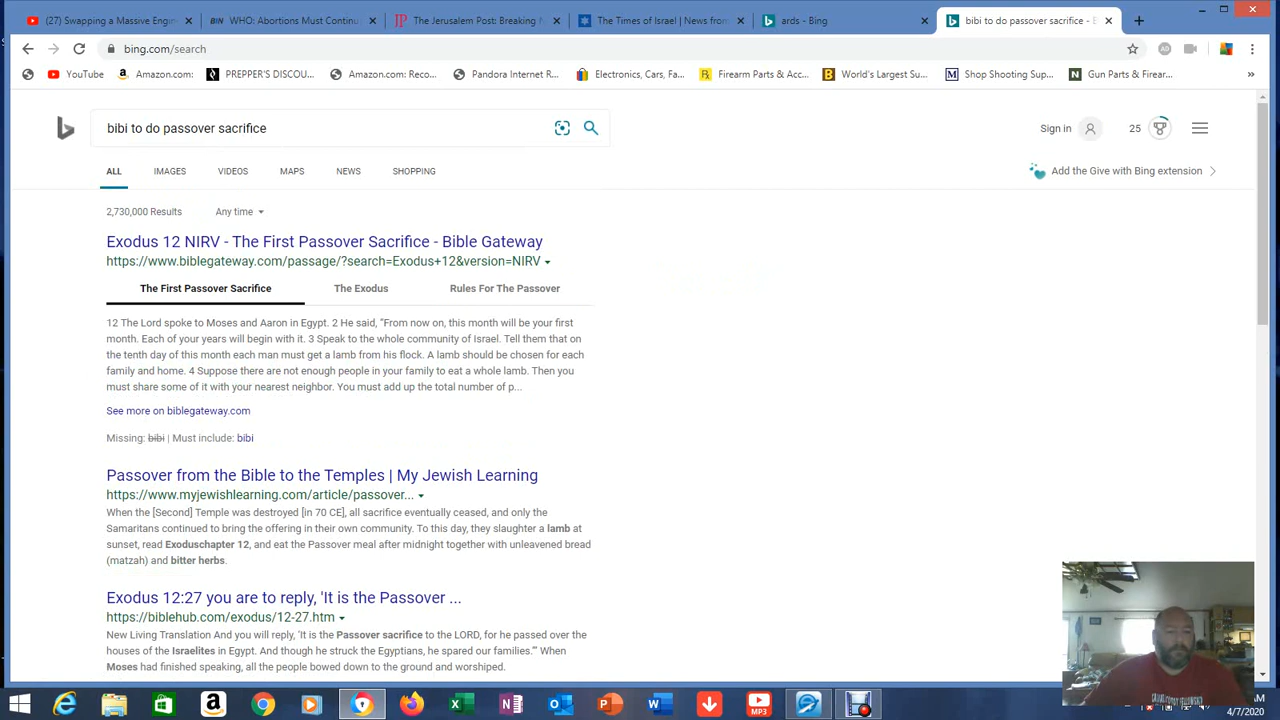 (27) Swapping a Massive Engine
BIN WHO: Abortions Must Continu
JP The Jerusalem Post: Breaking N
The Times of Israel | News from
ards - Bing
bibi to do passover sacrifice - B
bing.com/search
YouTube
Amazon.com:
PREPPER'S DISCOU...
Amazon.com: Reco...
Pandora Internet R...
Electronics, Cars, Fa...
Firearm Parts & Acc...
World's Largest Su...
Shop Shooting Sup...
Gun Parts & Firear...
»
bibi to do passover sacrifice
Sign in
25
ALL
IMAGES
VIDEOS
MAPS
NEWS
SHOPPING
Add the Give with Bing extension
2,730,000 Results
Any time
Exodus 12 NIRV - The First Passover Sacrifice - Bible Gateway
https://www.biblegateway.com/passage/?search=Exodus+12&version=NIRV
The First Passover Sacrifice
The Exodus
Rules For The Passover
12 The Lord spoke to Moses and Aaron in Egypt. 2 He said, "From now on, this month will be your first
month. Each of your years will begin with it. 3 Speak to the whole community of Israel. Tell them that on
the tenth day of this month each man must get a lamb from his flock. A lamb should be chosen for each
family and home. 4 Suppose there are not enough people in your family to eat a whole lamb. Then you
must share some of it with your nearest neighbor. You must add up the total number of p...
See more on biblegateway.com
Missing: bibi | Must include: bibi
Passover from the Bible to the Temples | My Jewish Learning
https://www.myjewishlearning.com/article/passover...
When the [Second] Temple was destroyed [in 70 CE], all sacrifice eventually ceased, and only the
Samaritans continued to bring the offering in their own community. To this day, they slaughter a lamb at
sunset, read Exoduschapter 12, and eat the Passover meal after midnight together with unleavened bread
(matzah) and bitter herbs.
Exodus 12:27 you are to reply, 'It is the Passover ...
https://biblehub.com/exodus/12-27.htm
New Living Translation And you will reply, 'It is the Passover sacrifice to the LORD, for he passed over the
houses of the Israelites in Egypt. And though he struck the Egyptians, he spared our families.'" When
Moses had finished speaking, all the people bowed down to the ground and worshiped.
MP3
4/7/2020